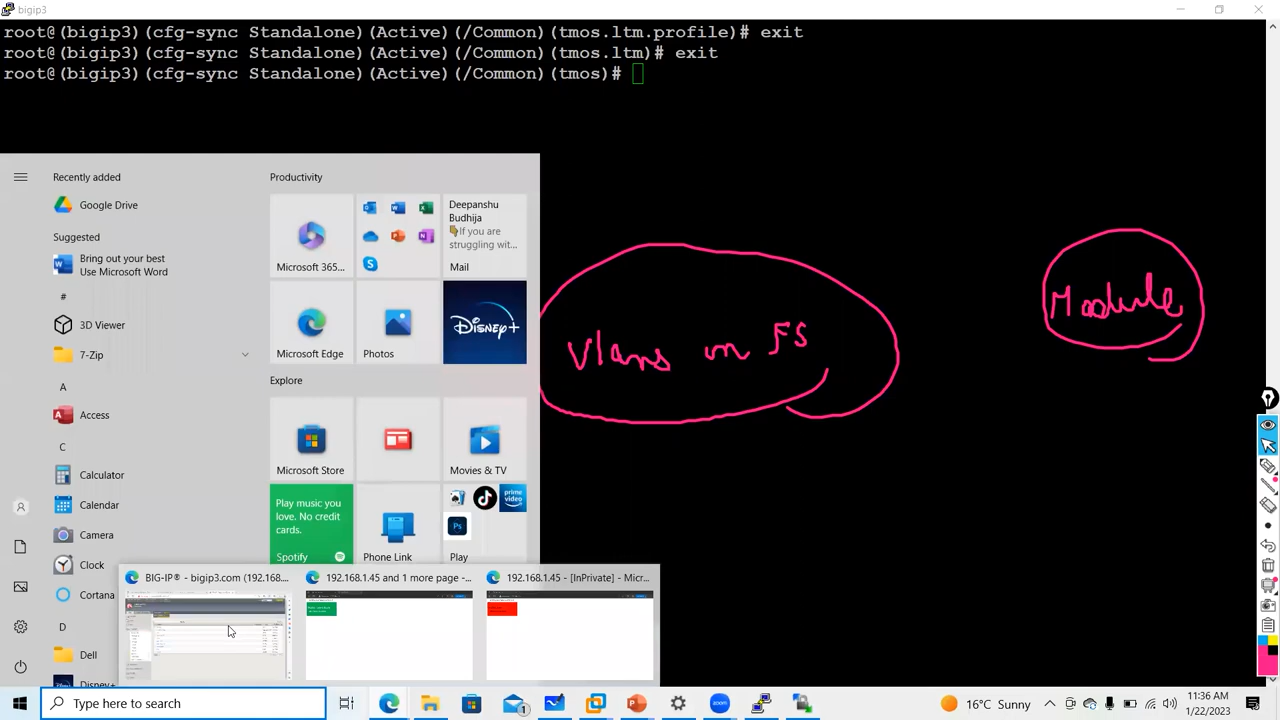 bigip3
root@(bigip3)(cfg-sync Standalone)(Active)(/Common)(tmos.ltm.profile)# exit
root@(bigip3)(cfg-sync Standalone)(Active)(/Common)(tmos.ltm)# exit
root@(bigip3)(cfg-sync Standalone)(Active)(/Common)(tmos)#
Recently added
Google Drive
Suggested
Bring out your best
Use Microsoft Word
#
3D Viewer
7-Zip
A
Access
C
Calculator
Calendar
Camera
Clock
Cortana
D
Dell
Disney+
Productivity
Microsoft 365...
Deepanshu
Budhija
If you are
struggling wit...
Mail
Microsoft Edge
Photos
Disney+
Explore
Microsoft Store
Movies & TV
Play music you
love. No credit
cards.
Spotify
Phone Link
prime
video
Ps
Play
Vlans in F5
Module
BIG-IP® - bigip3.com (192.168....
192.168.1.45 and 1 more page -...
192.168.1.45 - [InPrivate] - Micr...
Type here to search
zoom
16°C Sunny
11:36 AM
1/22/2023